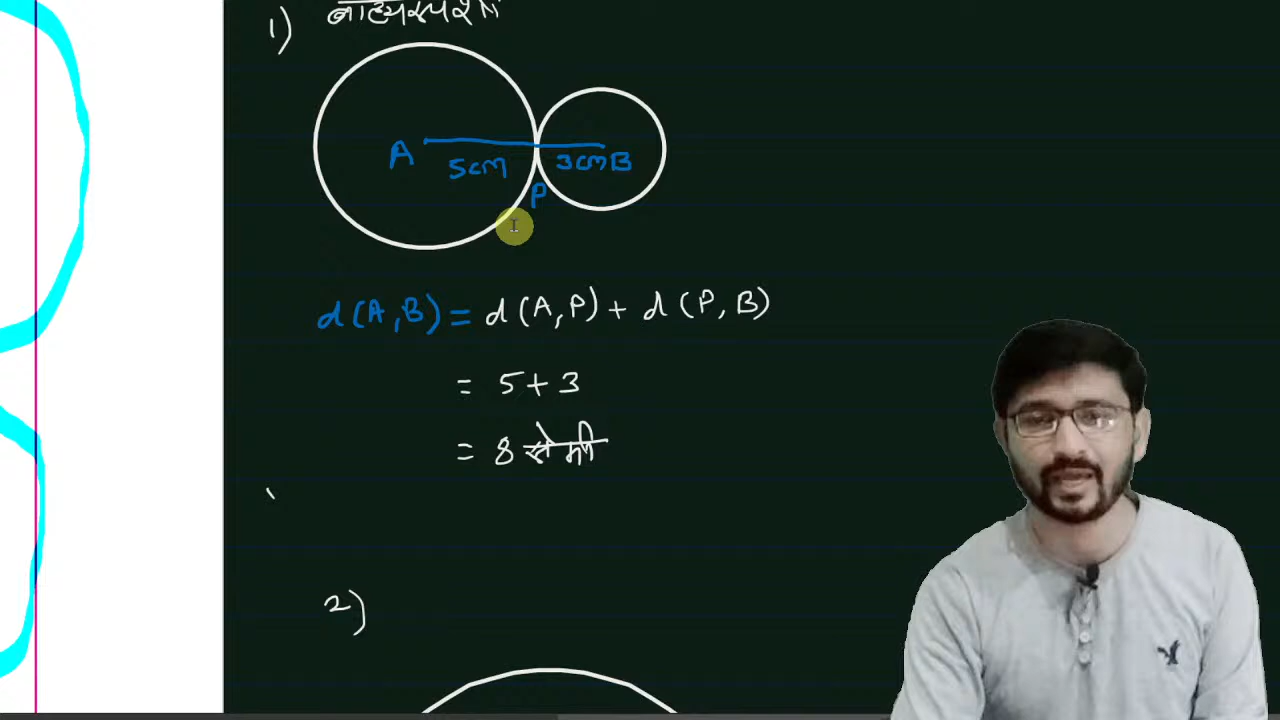 1) बाह्यस्पर्श
A 5cm P 3cm B
d(A,B) = d(A,P) + d(P,B)
= 5+3
= 8 सेमी
2)